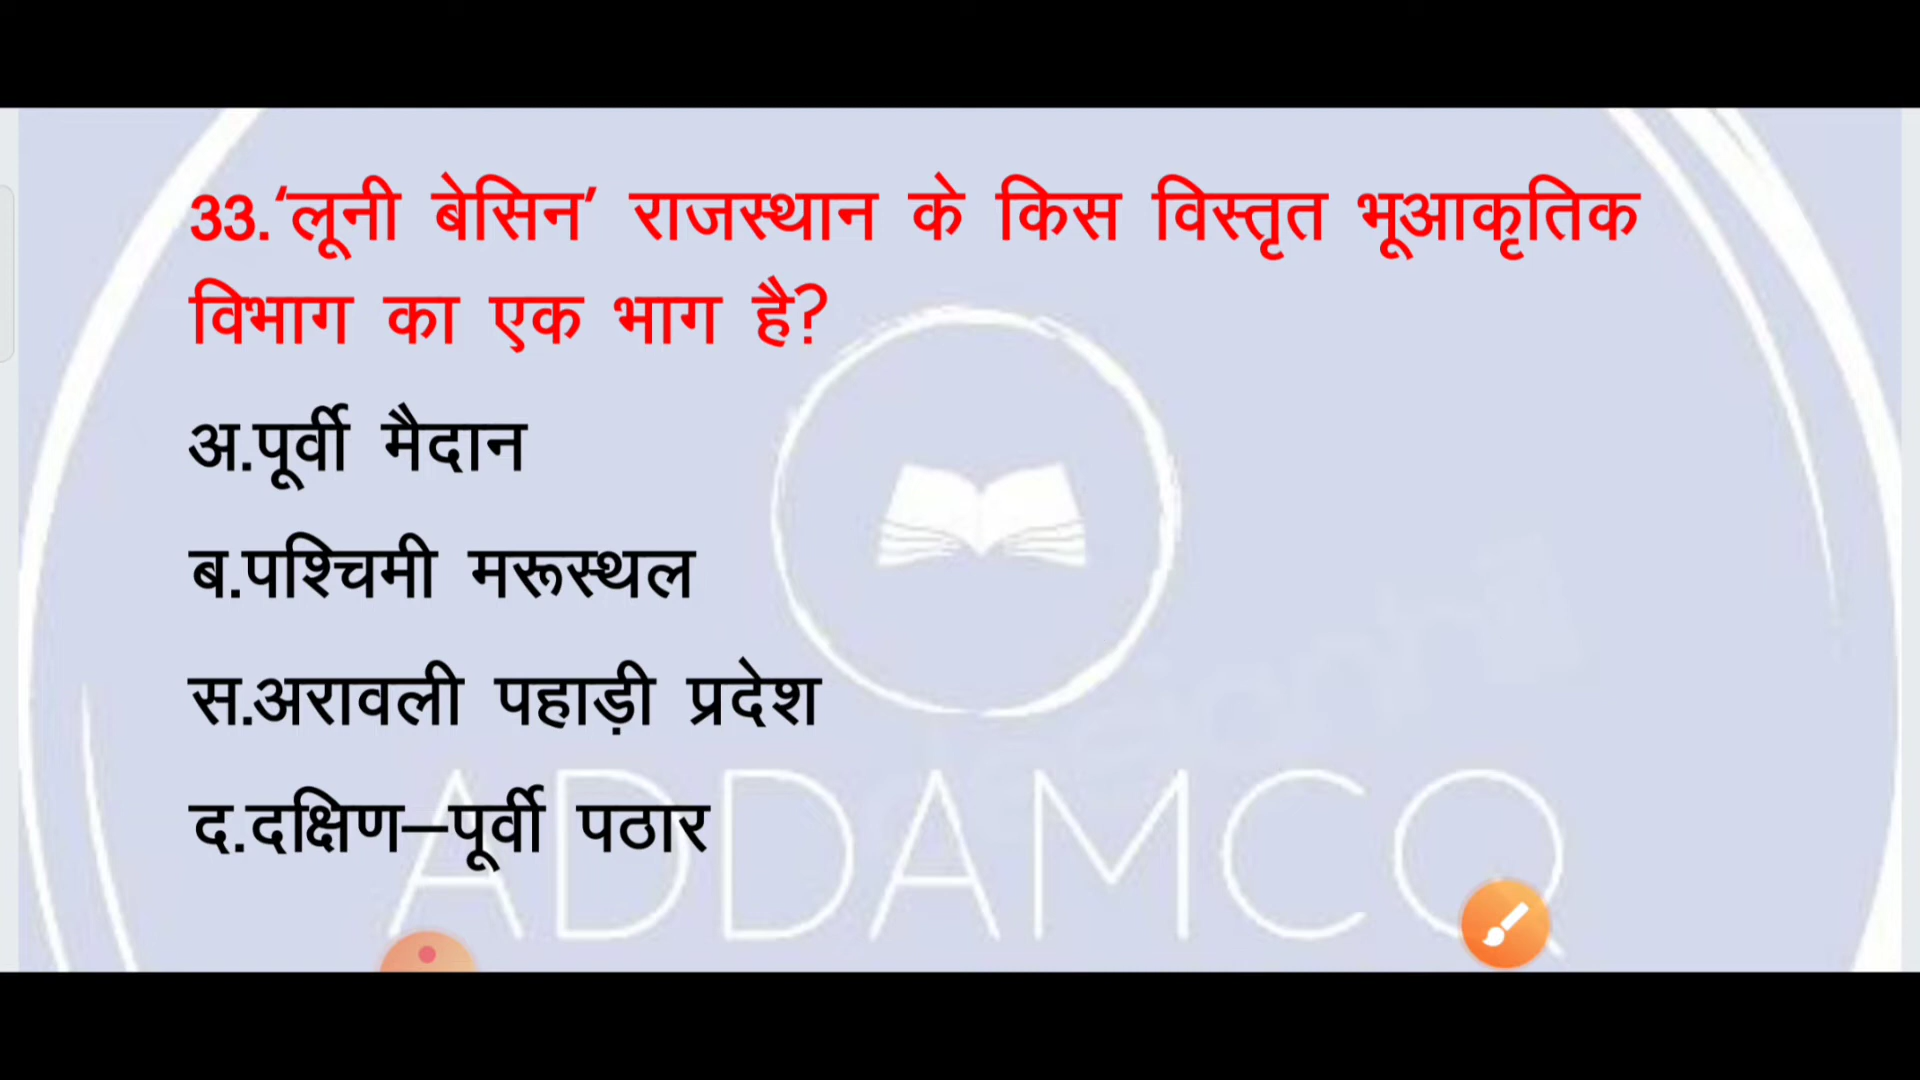 33.‘लूनी बेसिन’ राजस्थान के किस विस्तृत भूआकृतिक
विभाग का एक भाग है?
अ.पूर्वी मैदान
ब.पश्चिमी मरूस्थल
स.अरावली पहाड़ी प्रदेश
द.दक्षिण–पूर्वी पठार
ADDAMCQ